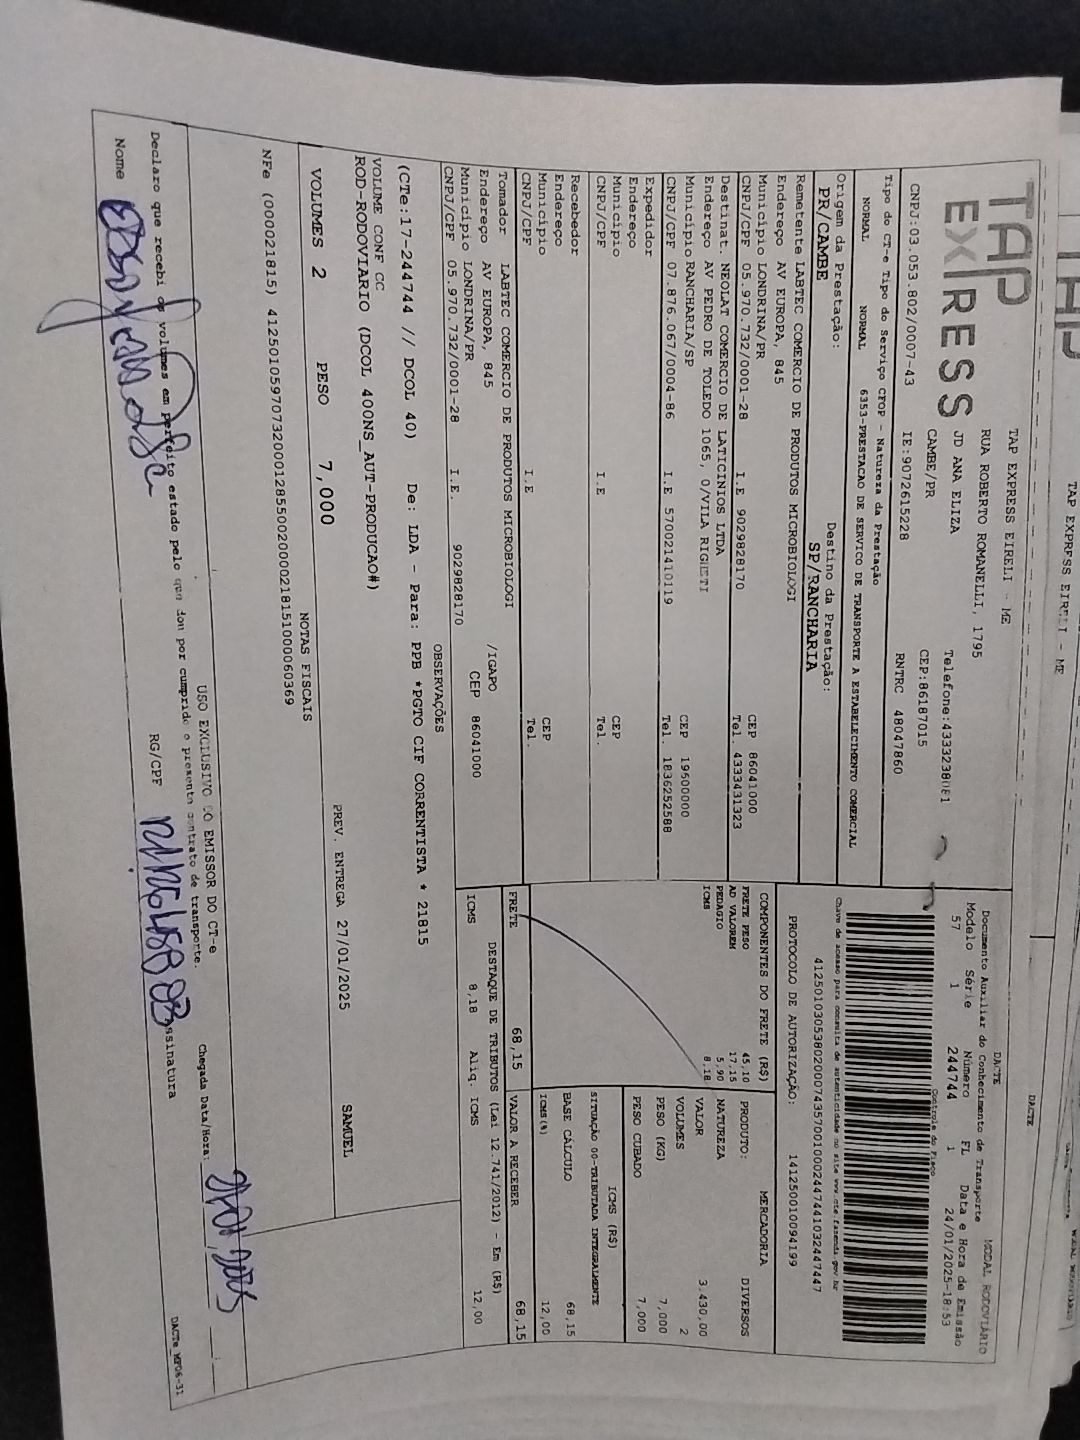 TAP EXPRESS EIRELI - ME
DACTE
TAP EXPRESS
TAP EXPRESS EIRELI - ME
RUA ROBERTO ROMANELLI, 1795
JD ANA ELIZA
CAMBE/PR
Telefone:4333238081
CEP:86187015
CNPJ:03.053.802/0007-43
IE:9072615228
RNTRC 48047860
DACTE
MODAL RODOVIÁRIO
Documento Auxiliar do Conhecimento de Transporte
Modelo Série Número FL Data e Hora de Emissão
57 1 244744 1 24/01/2025-18:53
Controle do Fisco
Chave de acesso para consulta de autenticidade no site www.cte.fazenda.gov.br
41250103053802000743570010002447441032447447
PROTOCOLO DE AUTORIZAÇÃO: 141250010094199
Tipo do CT-e Tipo do Serviço CFOP - Natureza da Prestação
NORMAL NORMAL 6353-PRESTACAO DE SERVICO DE TRANSPORTE A ESTABELECIMENTO COMERCIAL
Origem da Prestação: Destino da Prestação:
PR/CAMBE SP/RANCHARIA
Remetente LABTEC COMERCIO DE PRODUTOS MICROBIOLOGI
Endereço AV EUROPA, 845
Município LONDRINA/PR CEP 86041000
CNPJ/CPF 05.970.732/0001-28 I.E 9029828170 Tel. 4333431323
Destinat. NEOLAT COMERCIO DE LATICINIOS LTDA
Endereço AV PEDRO DE TOLEDO 1065, 0/VILA RIGHETTI
Município RANCHARIA/SP CEP 19600000
CNPJ/CPF 07.876.067/0004-86 I.E 570021410119 Tel. 1836252588
Expedidor
Endereço
Município CEP
CNPJ/CPF I.E Tel.
Recebedor
Endereço
Município CEP
CNPJ/CPF I.E Tel.
Tomador LABTEC COMERCIO DE PRODUTOS MICROBIOLOGI
Endereço AV EUROPA, 845 /IGAPO
Município LONDRINA/PR CEP 86041000
CNPJ/CPF 05.970.732/0001-28 I.E. 9029828170
COMPONENTES DO FRETE (R$)
FRETE PESO 45,10
AD VALOREM 17,15
PEDAGIO 5,90
ICMS 8,18
MERCADORIA
PRODUTO: DIVERSOS
NATUREZA
VALOR 3.430,00
VOLUMES 2
PESO (KG) 7,000
PESO CUBADO 7,000
ICMS (R$)
SITUAÇÃO 00-TRIBUTADA INTEGRALMENTE
BASE CÁLCULO 68,15
ICMS(%) 12,00
FRETE 68,15 VALOR A RECEBER 68,15
DESTAQUE DE TRIBUTOS (Lei 12.741/2012) - Em (R$)
ICMS 8,18 Aliq. ICMS 12,00
OBSERVAÇÕES
(CTe:17-244744 // DCOL 40) De: LDA - Para: PPB *PGTO CIF CORRENTISTA * 21815
VOLUME CONF CC
ROD-RODOVIARIO (DCOL 400NS_AUT-PRODUCAO#)
VOLUMES 2 PESO 7,000 PREV. ENTREGA 27/01/2025 SAMUEL
NOTAS FISCAIS
NFe (000021815) 41250105970732000128550020000218151000060369
USO EXCLUSIVO DO EMISSOR DO CT-e
Declaro que recebi os volumes em perfeito estado pelo que dou por cumprido o presente contrato de transporte.
Chegada Data/Hora:
Nome RG/CPF Assinatura
DACTe_MP06-31